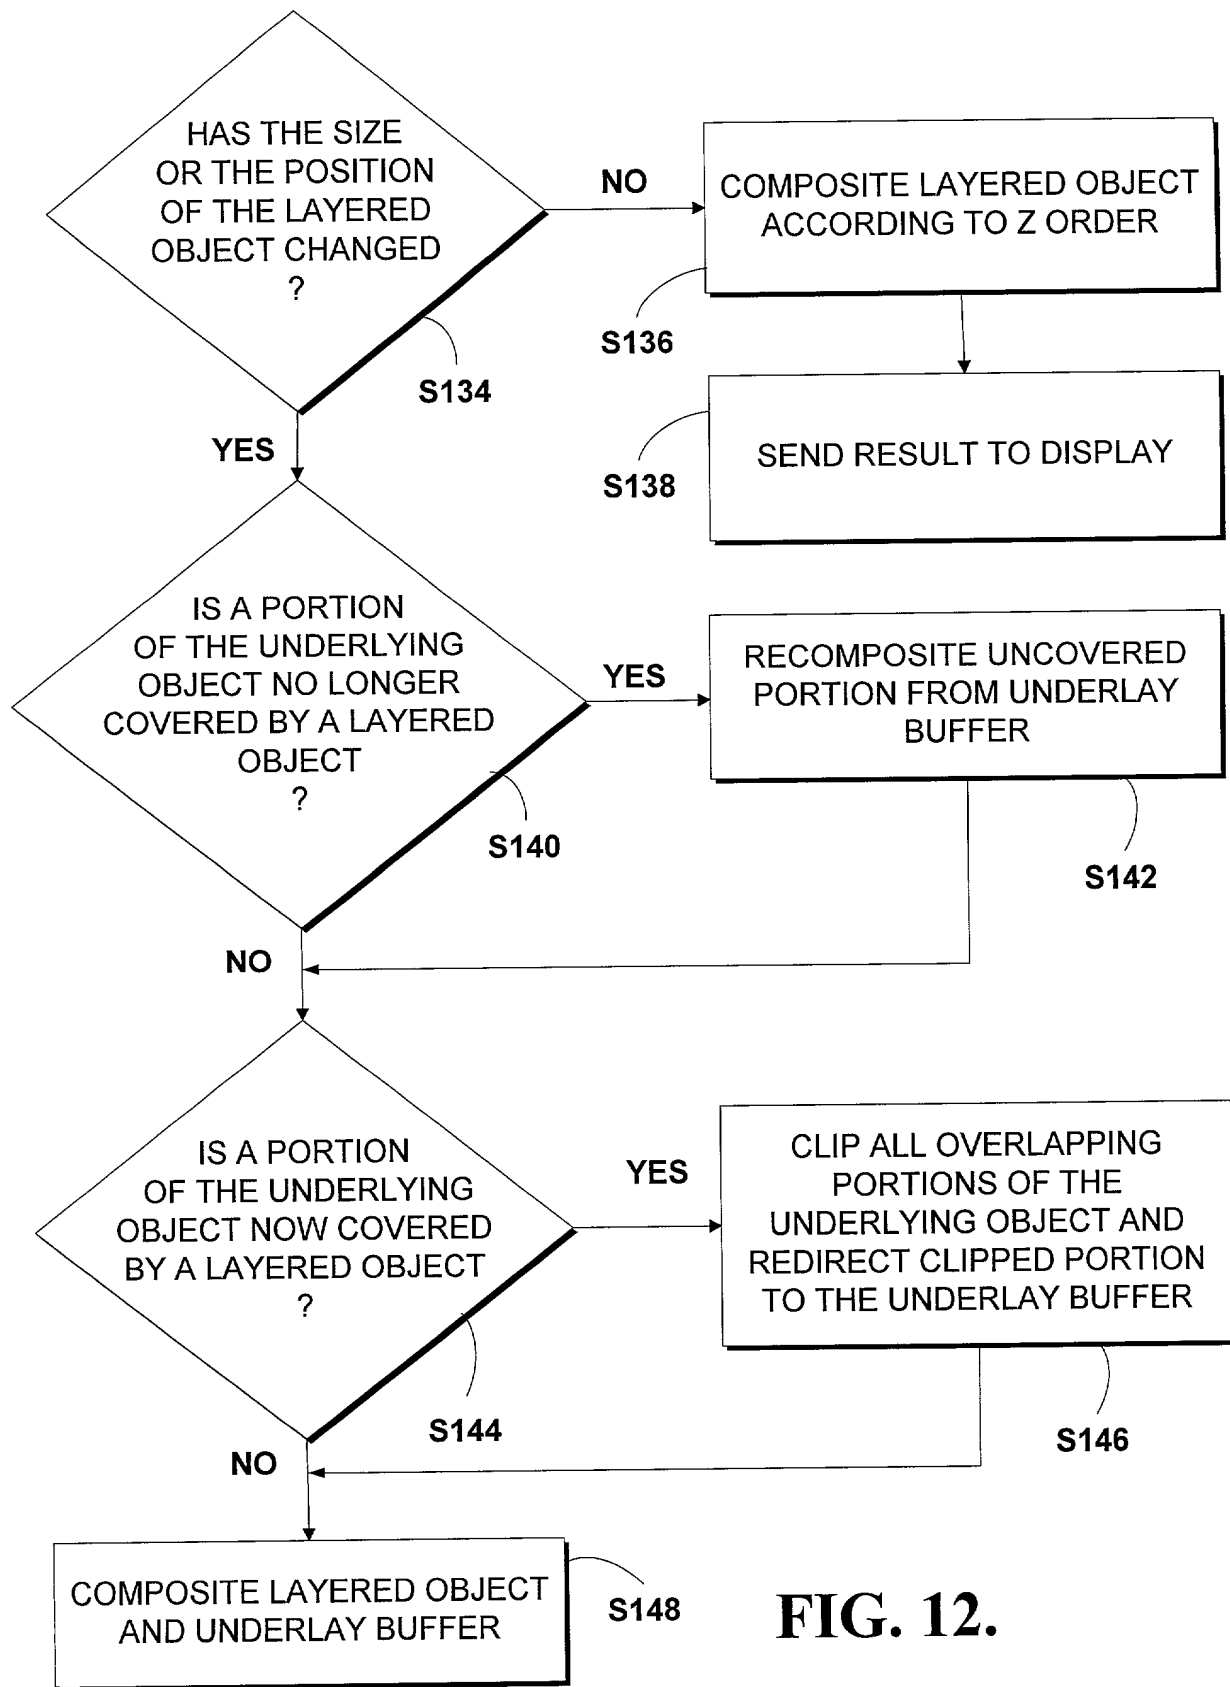 HAS THE SIZE
OR THE POSITION
OF THE LAYERED
OBJECT CHANGED
?
S134
NO
COMPOSITE LAYERED OBJECT
ACCORDING TO Z ORDER
S136
SEND RESULT TO DISPLAY
S138
YES
IS A PORTION
OF THE UNDERLYING
OBJECT NO LONGER
COVERED BY A LAYERED
OBJECT
?
S140
YES
RECOMPOSITE UNCOVERED
PORTION FROM UNDERLAY
BUFFER
S142
NO
IS A PORTION
OF THE UNDERLYING
OBJECT NOW COVERED
BY A LAYERED OBJECT
?
S144
YES
CLIP ALL OVERLAPPING
PORTIONS OF THE
UNDERLYING OBJECT AND
REDIRECT CLIPPED PORTION
TO THE UNDERLAY BUFFER
S146
NO
COMPOSITE LAYERED OBJECT
AND UNDERLAY BUFFER
S148
FIG. 12.